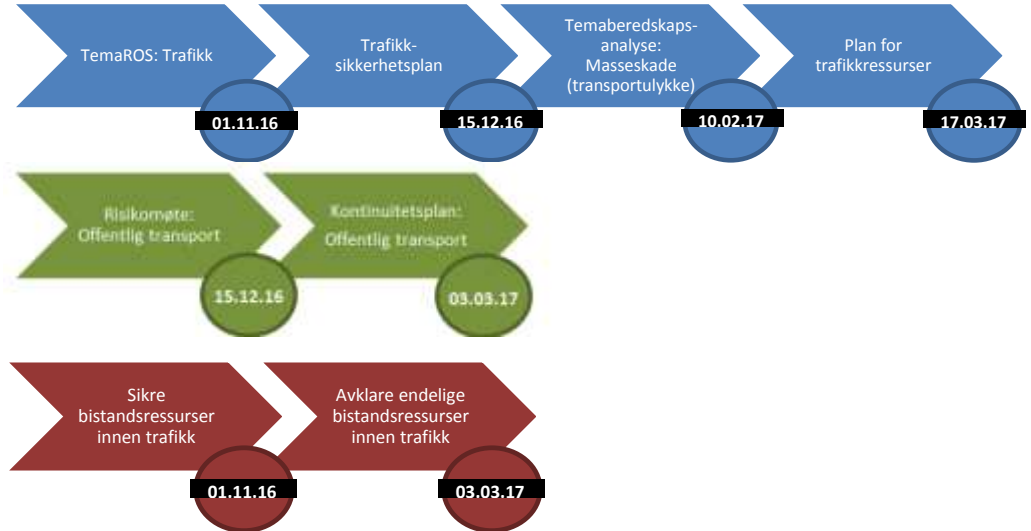 TemaROS: Trafikk
Trafikk-
sikkerhetsplan
Temaberedskaps-
analyse:
Masseskade
(transportulykke)
Plan for
trafikkressurser
01.11.16
15.12.16
10.02.17
17.03.17
Risikomøte:
Offentlig transport
Kontinuitetsplan:
Offentlig transport
15.12.16
03.03.17
Sikre
bistandsressurser
innen trafikk
Avklare endelige
bistandsressurser
innen trafikk
01.11.16
03.03.17